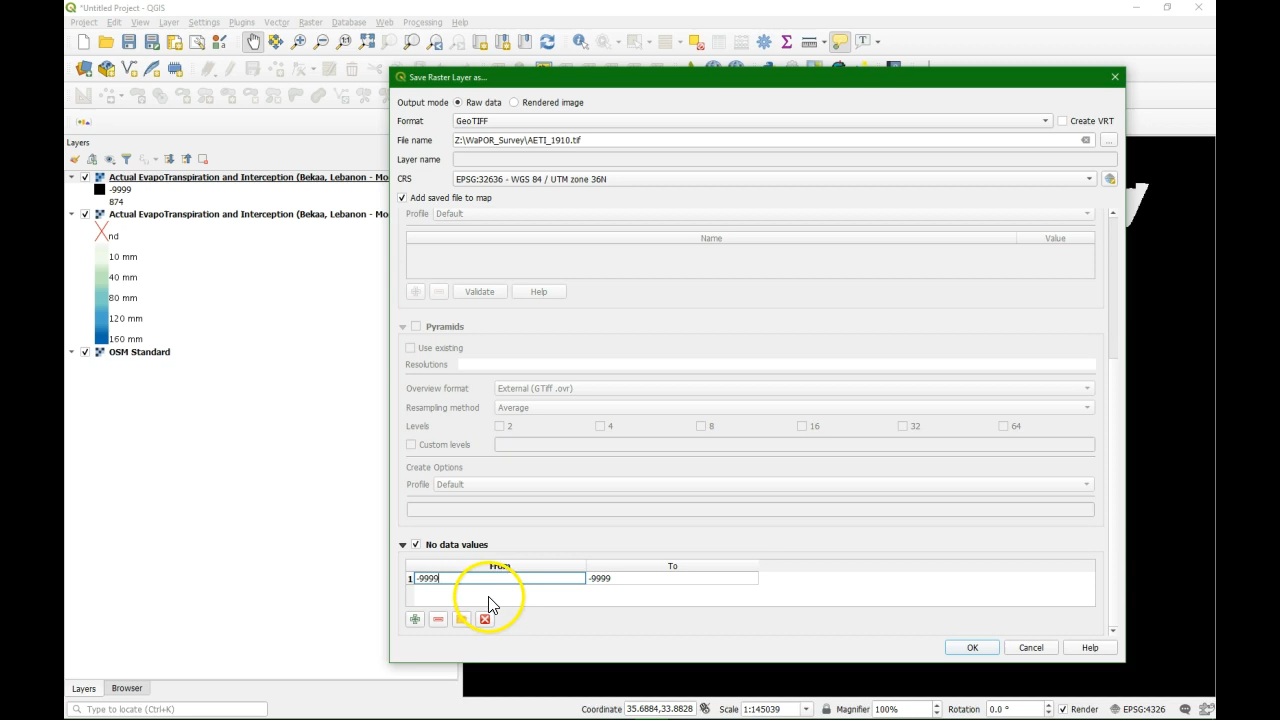 *Untitled Project - QGIS
Project Edit View Layer Settings Plugins Vector Raster Database Web Processing Help
Save Raster Layer as...
Output mode Raw data Rendered image
Format GeoTIFF Create VRT
File name Z:\WaPOR_Survey\AETI_1910.tif ...
Layer name
CRS EPSG:32636 - WGS 84 / UTM zone 36N
Add saved file to map
Profile Default
Name Value
Validate Help
Pyramids
Use existing
Resolutions
Overview format External (GTiff .ovr)
Resampling method Average
Levels 2 4 8 16 32 64
Custom levels
Create Options
Profile Default
No data values
From To
1 -9999 -9999
OK Cancel Help
Layers
Actual EvapoTranspiration and Interception (Bekaa, Lebanon - Mo
-9999
874
Actual EvapoTranspiration and Interception (Bekaa, Lebanon - Mo
nd
10 mm
40 mm
80 mm
120 mm
160 mm
OSM Standard
Layers Browser
Type to locate (Ctrl+K)
Coordinate 35.6884,33.8828 Scale 1:145039 Magnifier 100% Rotation 0.0 ° Render EPSG:4326